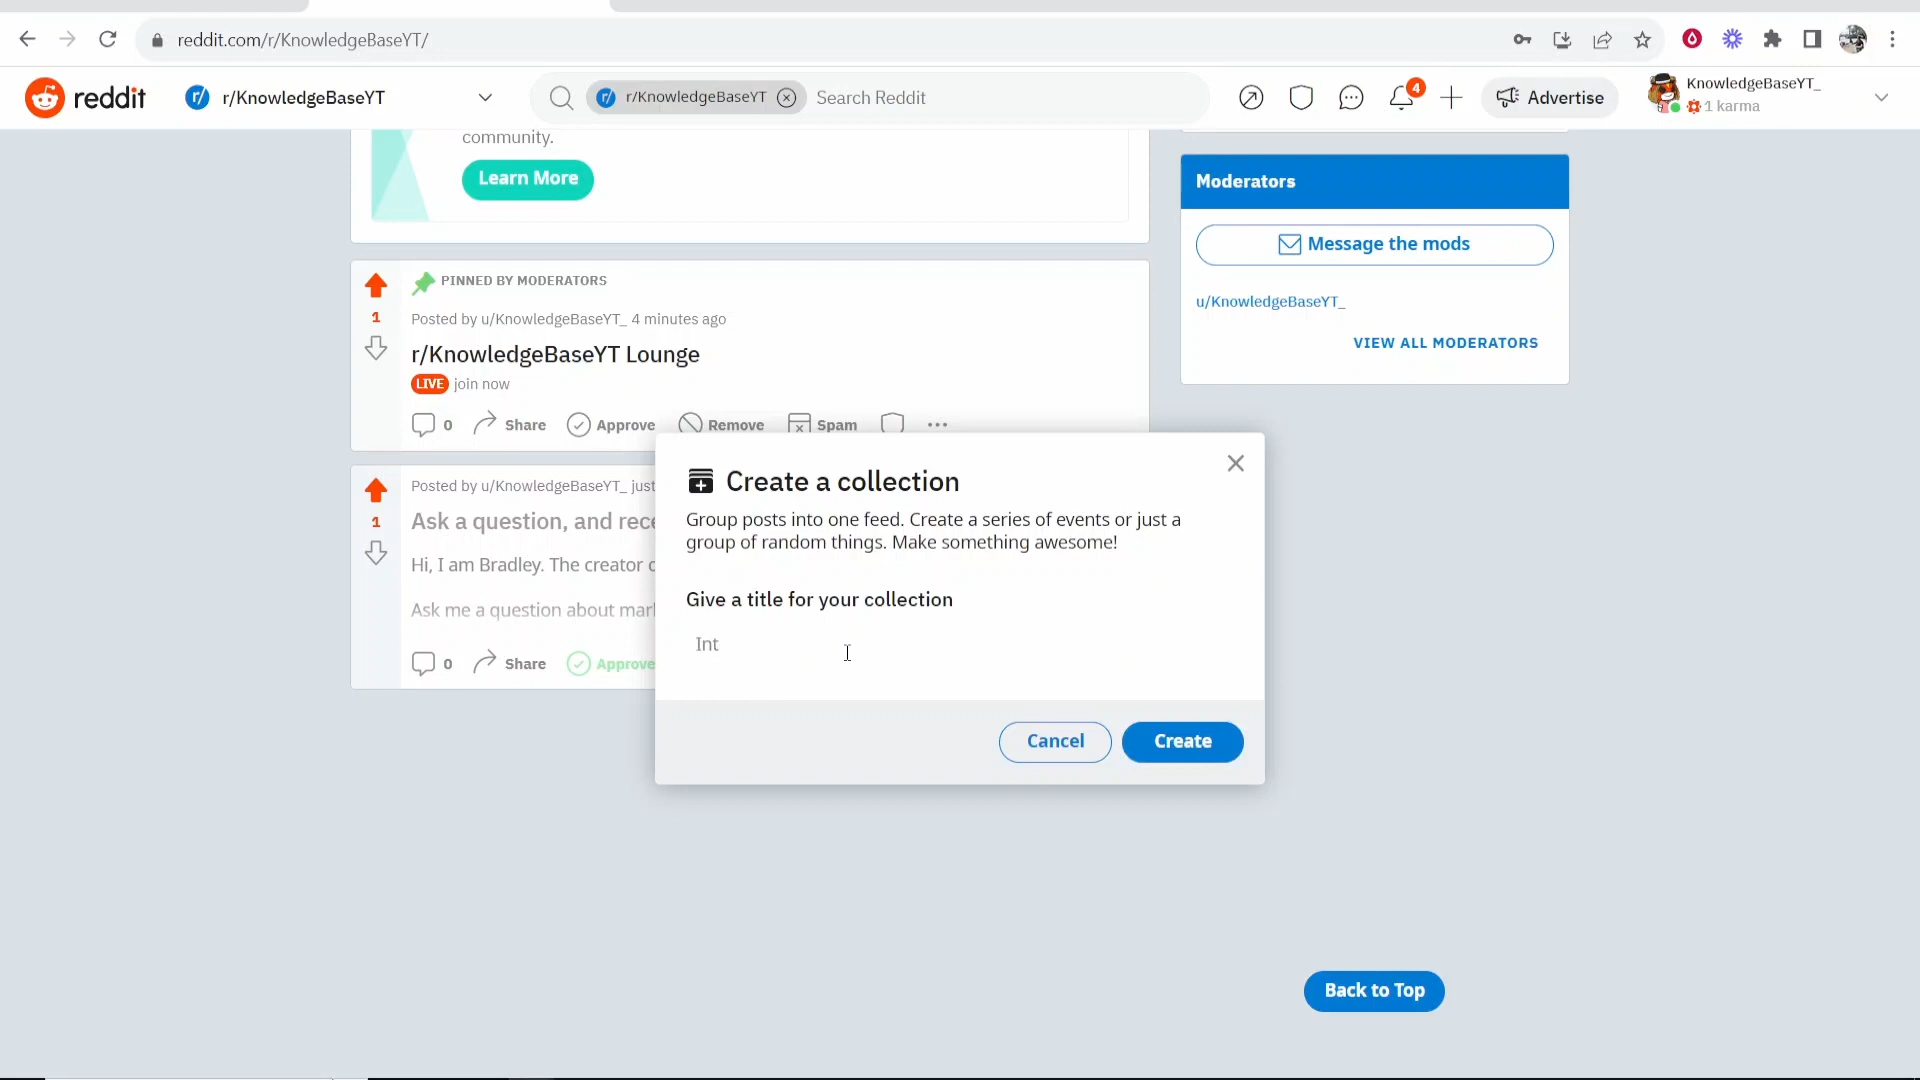 reddit.com/r/KnowledgeBaseYT/
reddit
r/KnowledgeBaseYT
r/KnowledgeBaseYT
Search Reddit
4
Advertise
KnowledgeBaseYT_
1 karma
community.
Learn More
Moderators
Message the mods
u/KnowledgeBaseYT_
VIEW ALL MODERATORS
1
PINNED BY MODERATORS
Posted by u/KnowledgeBaseYT_ 4 minutes ago
r/KnowledgeBaseYT Lounge
LIVE join now
0 Share Approve Remove Spam
1
Posted by u/KnowledgeBaseYT_ just
Ask a question, and rece
Hi, I am Bradley. The creator
Ask me a question about mar
0 Share Approve
Create a collection
Group posts into one feed. Create a series of events or just a
group of random things. Make something awesome!
Give a title for your collection
Int
Cancel
Create
Back to Top